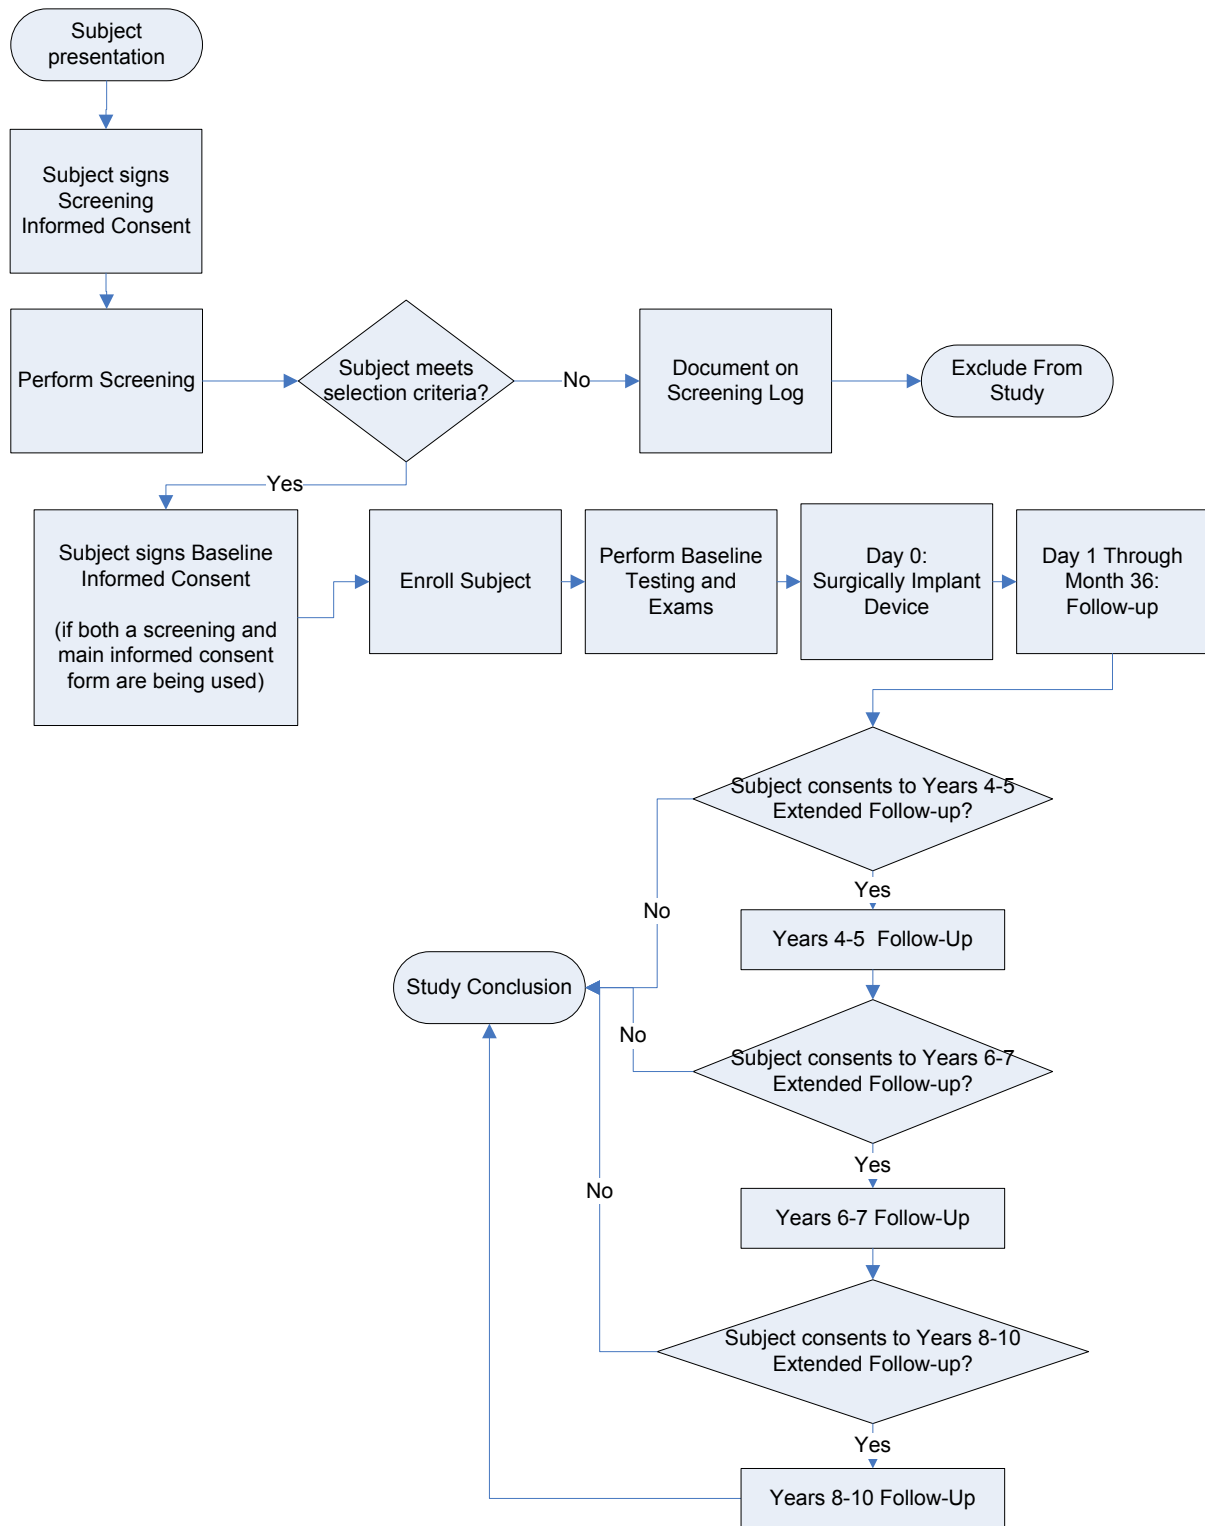 Subject
presentation
Subject signs
Screening
Informed Consent
Perform Screening
Subject meets
selection criteria?
No
Document on
Screening Log
Exclude From
Study
Yes
Subject signs Baseline
Informed Consent
(if both a screening and
main informed consent
form are being used)
Enroll Subject
Perform Baseline
Testing and
Exams
Day 0:
Surgically Implant
Device
Day 1 Through
Month 36:
Follow-up
Subject consents to Years 4-5
Extended Follow-up?
Yes
No
Years 4-5 Follow-Up
Study Conclusion
Subject consents to Years 6-7
Extended Follow-up?
No
Yes
No
Years 6-7 Follow-Up
Subject consents to Years 8-10
Extended Follow-up?
Yes
Years 8-10 Follow-Up